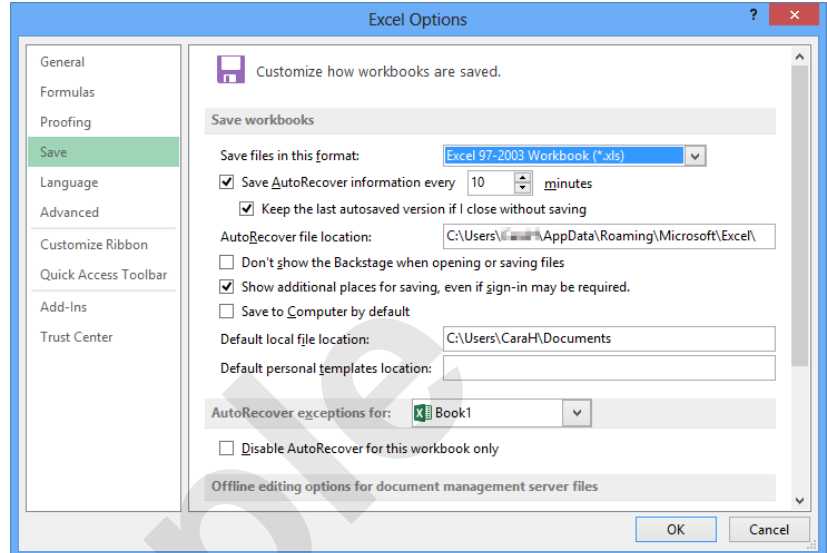 Excel Options
?
General
Formulas
Proofing
Save
Language
Advanced
Customize Ribbon
Quick Access Toolbar
Add-Ins
Trust Center
Customize how workbooks are saved.
Save workbooks
Save files in this format: Excel 97-2003 Workbook (*.xls)
Save AutoRecover information every 10 minutes
Keep the last autosaved version if I close without saving
AutoRecover file location: C:\Users\ \AppData\Roaming\Microsoft\Excel\
Don't show the Backstage when opening or saving files
Show additional places for saving, even if sign-in may be required.
Save to Computer by default
Default local file location: C:\Users\CaraH\Documents
Default personal templates location:
AutoRecover exceptions for: Book1
Disable AutoRecover for this workbook only
Offline editing options for document management server files
OK Cancel